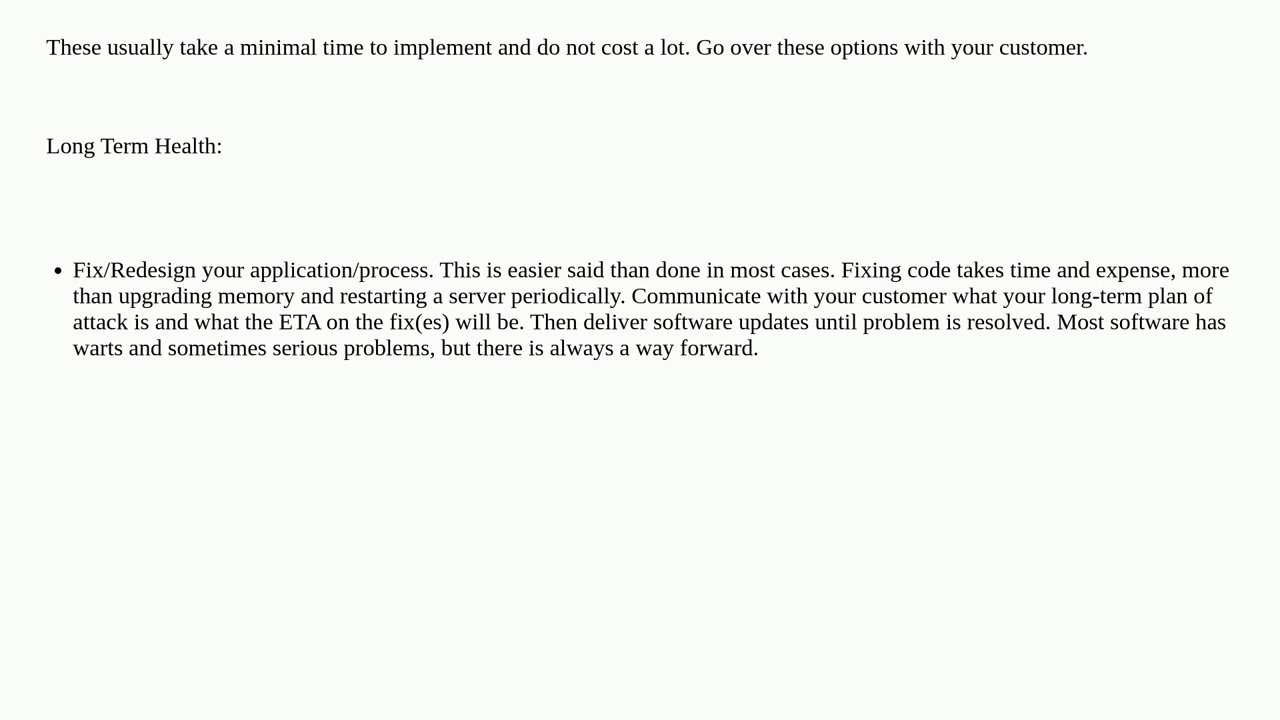 These usually take a minimal time to implement and do not cost a lot. Go over these options with your customer.
Long Term Health:
• Fix/Redesign your application/process. This is easier said than done in most cases. Fixing code takes time and expense, more
than upgrading memory and restarting a server periodically. Communicate with your customer what your long-term plan of
attack is and what the ETA on the fix(es) will be. Then deliver software updates until problem is resolved. Most software has
warts and sometimes serious problems, but there is always a way forward.